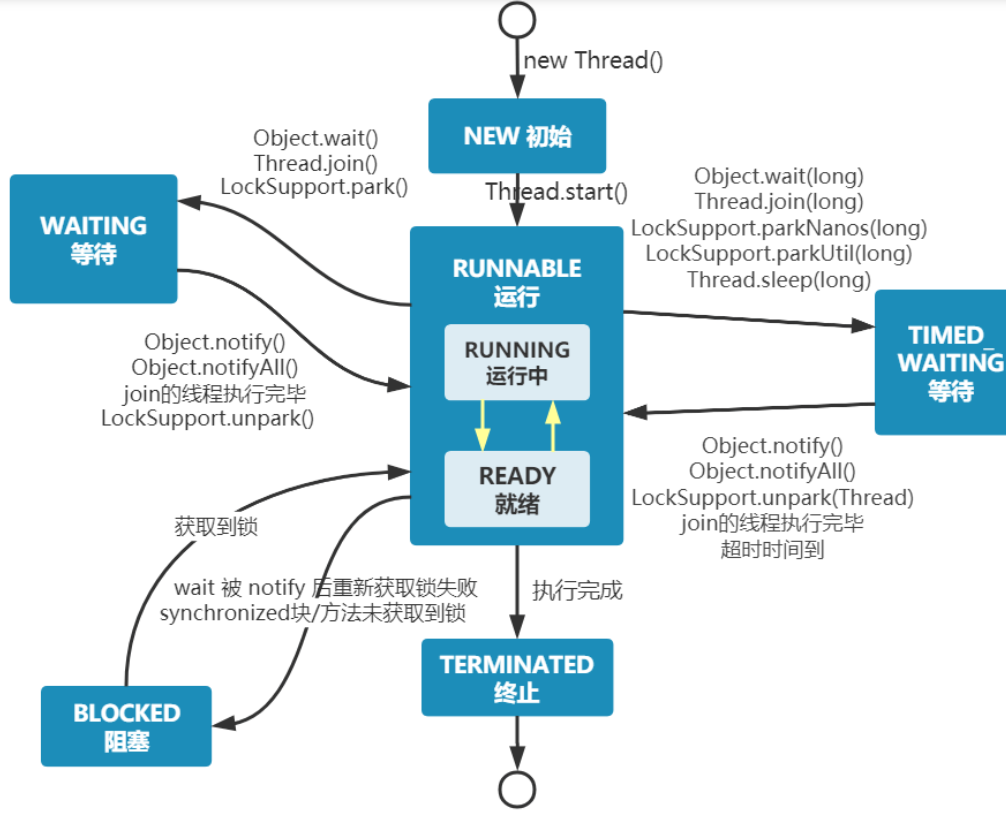 new Thread()
NEW 初始
Thread.start()
Object.wait()
Thread.join()
LockSupport.park()
WAITING
等待
Object.notify()
Object.notifyAll()
join的线程执行完毕
LockSupport.unpark()
RUNNABLE
运行
RUNNING
运行中
READY
就绪
Object.wait(long)
Thread.join(long)
LockSupport.parkNanos(long)
LockSupport.parkUtil(long)
Thread.sleep(long)
TIMED_
WAITING
等待
Object.notify()
Object.notifyAll()
LockSupport.unpark(Thread)
join的线程执行完毕
超时时间到
获取到锁
wait 被 notify 后重新获取锁失败
synchronized块/方法未获取到锁
执行完成
BLOCKED
阻塞
TERMINATED
终止